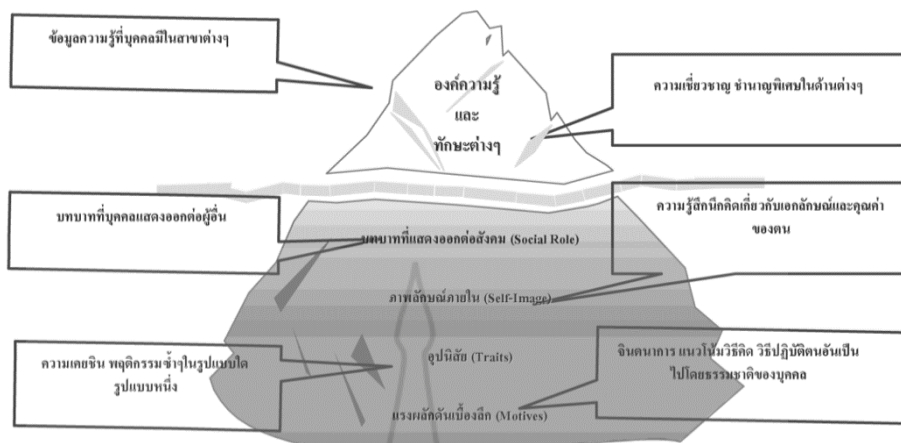 ข้อมูลความรู้ที่บุคคลมีในสาขาต่างๆ
องค์ความรู้
และ
ทักษะต่างๆ
ความเชี่ยวชาญ ชำนาญพิเศษในด้านต่างๆ
บทบาทที่บุคคลแสดงออกต่อผู้อื่น
บทบาทที่แสดงออกต่อสังคม (Social Role)
ความรู้สึกนึกคิดเกี่ยวกับเอกลักษณ์และคุณค่า
ของตน
ภาพลักษณ์ภายใน (Self-Image)
ความเคยชิน พฤติกรรมซ้ำๆในรูปแบบใด
รูปแบบหนึ่ง
อุปนิสัย (Traits)
จินตนาการ แนวโน้มวิธีคิด วิธีปฏิบัติตนอันเป็น
ไปโดยธรรมชาติของบุคคล
แรงผลักดันเบื้องลึก (Motives)